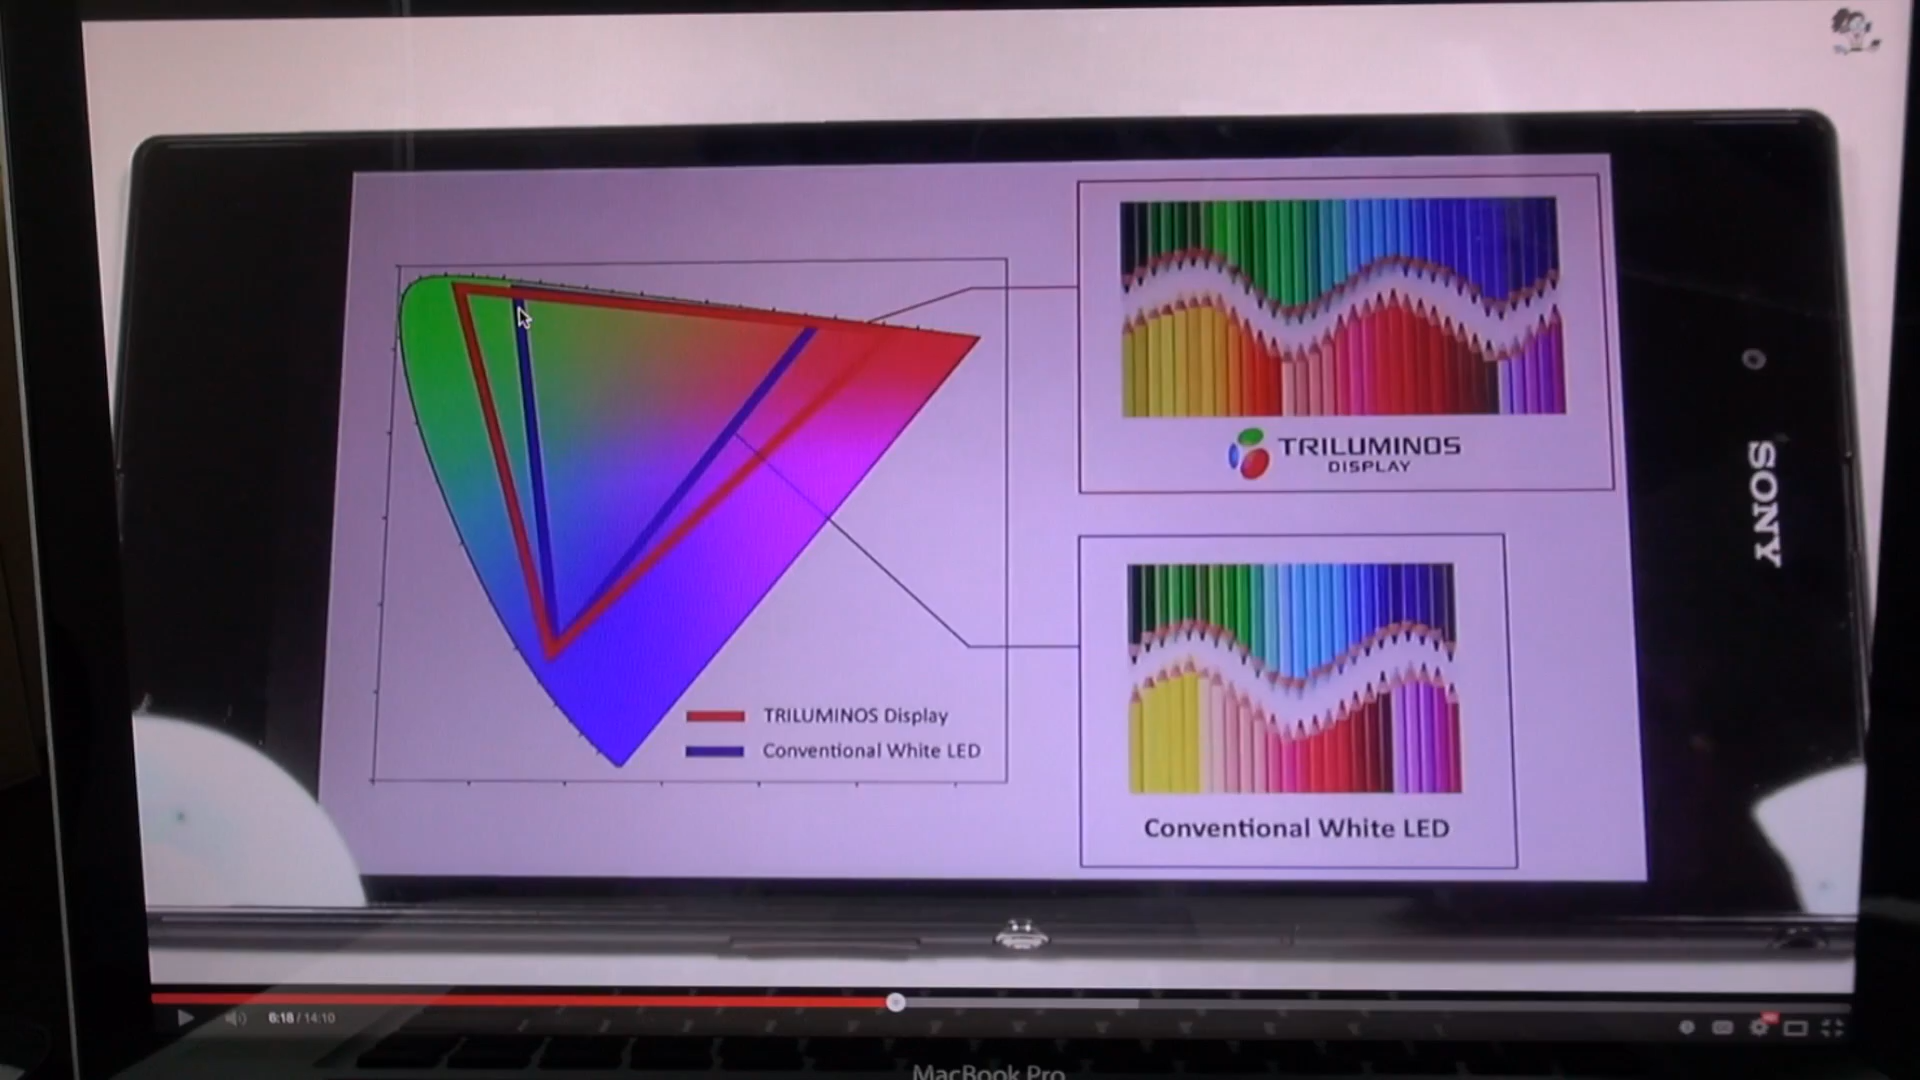 TRILUMINOS
DISPLAY
SONY
TRILUMINOS Display
Conventional White LED
Conventional White LED
6:18 / 14:10
MacBook Pro